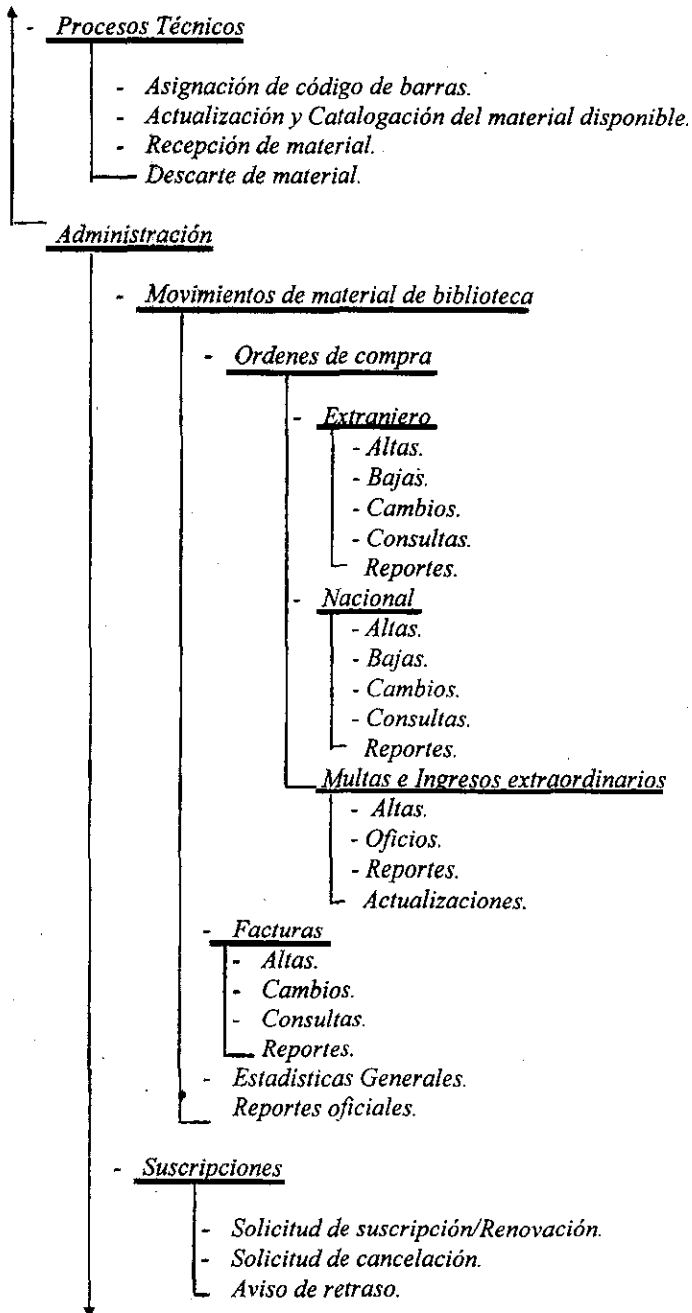 - Procesos Técnicos
- Asignación de código de barras.
- Actualización y Catalogación del material disponible.
- Recepción de material.
Descarte de material.
Administración
- Movimientos de material de biblioteca
- Ordenes de compra
- Extranjero
- Altas.
- Bajas.
- Cambios.
- Consultas.
Reportes.
- Nacional
- Altas.
- Bajas.
- Cambios.
- Consultas.
Reportes.
Multas e Ingresos extraordinarios
- Altas.
- Oficios.
- Reportes.
Actualizaciones.
- Facturas
- Altas.
- Cambios.
- Consultas.
Reportes.
- Estadísticas Generales.
Reportes oficiales.
- Suscripciones
- Solicitud de suscripción/Renovación.
- Solicitud de cancelación.
Aviso de retraso.